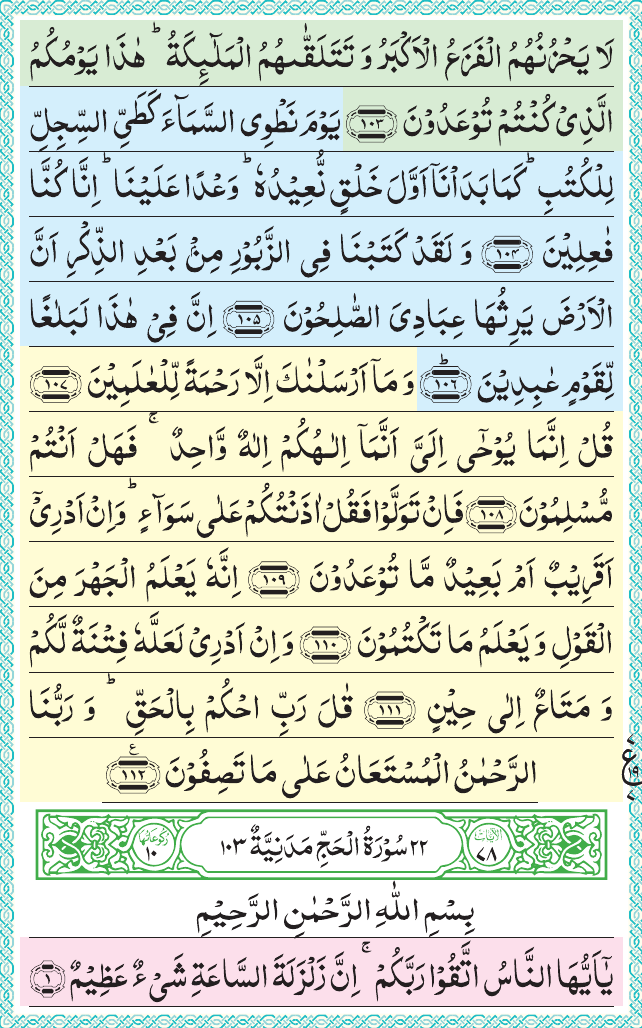 لَا يَحْزُنُهُمُ الْفَزَعُ الْاَكْبَرُ وَ تَتَلَقّٰىهُمُ الْمَلٰٓىِٕكَةُ ؕ هٰذَا يَوْمُكُمُ
الَّذِیْ كُنْتُمْ تُوْعَدُوْنَ ﴿۱۰۳﴾ يَوْمَ نَطْوِی السَّمَآءَ كَطَیِّ السِّجِلِّ
لِلْكُتُبِ ؕ كَمَا بَدَاْنَاۤ اَوَّلَ خَلْقٍ نُّعِيْدُهٗ ؕ وَعْدًا عَلَيْنَا ؕ اِنَّا كُنَّا
فٰعِلِيْنَ ﴿۱۰۴﴾ وَ لَقَدْ كَتَبْنَا فِی الزَّبُوْرِ مِنْۢ بَعْدِ الذِّكْرِ اَنَّ
الْاَرْضَ يَرِثُهَا عِبَادِیَ الصّٰلِحُوْنَ ﴿۱۰۵﴾ اِنَّ فِیْ هٰذَا لَبَلٰغًا
لِّقَوْمٍ عٰبِدِيْنَ ؕ﴿۱۰۶﴾ وَ مَاۤ اَرْسَلْنٰكَ اِلَّا رَحْمَةً لِّلْعٰلَمِيْنَ ﴿۱۰۷﴾
قُلْ اِنَّمَا يُوْحٰۤی اِلَیَّ اَنَّمَاۤ اِلٰهُكُمْ اِلٰهٌ وَّاحِدٌ ۚ فَهَلْ اَنْتُمْ
مُّسْلِمُوْنَ ﴿۱۰۸﴾ فَاِنْ تَوَلَّوْا فَقُلْ اٰذَنْتُكُمْ عَلٰی سَوَآءٍ ؕ وَ اِنْ اَدْرِیْۤ
اَقَرِيْبٌ اَمْ بَعِيْدٌ مَّا تُوْعَدُوْنَ ﴿۱۰۹﴾ اِنَّهٗ يَعْلَمُ الْجَهْرَ مِنَ
الْقَوْلِ وَ يَعْلَمُ مَا تَكْتُمُوْنَ ﴿۱۱۰﴾ وَ اِنْ اَدْرِیْ لَعَلَّهٗ فِتْنَةٌ لَّكُمْ
وَ مَتَاعٌ اِلٰی حِيْنٍ ﴿۱۱۱﴾ قٰلَ رَبِّ احْكُمْ بِالْحَقِّ ؕ وَ رَبُّنَا
الرَّحْمٰنُ الْمُسْتَعَانُ عَلٰی مَا تَصِفُوْنَ ﴿۱۱۲﴾ ع
ع ۱۹
اٰیاتہا ۷۸ ۲۲ سُوْرَةُ الْحَجِّ مَدَنِيَّةٌ ۱۰۳ رکوعاتہا ۱۰
بِسْمِ اللّٰهِ الرَّحْمٰنِ الرَّحِيْمِ
يٰۤاَيُّهَا النَّاسُ اتَّقُوْا رَبَّكُمْ ۚ اِنَّ زَلْزَلَةَ السَّاعَةِ شَیْءٌ عَظِيْمٌ ﴿۱﴾